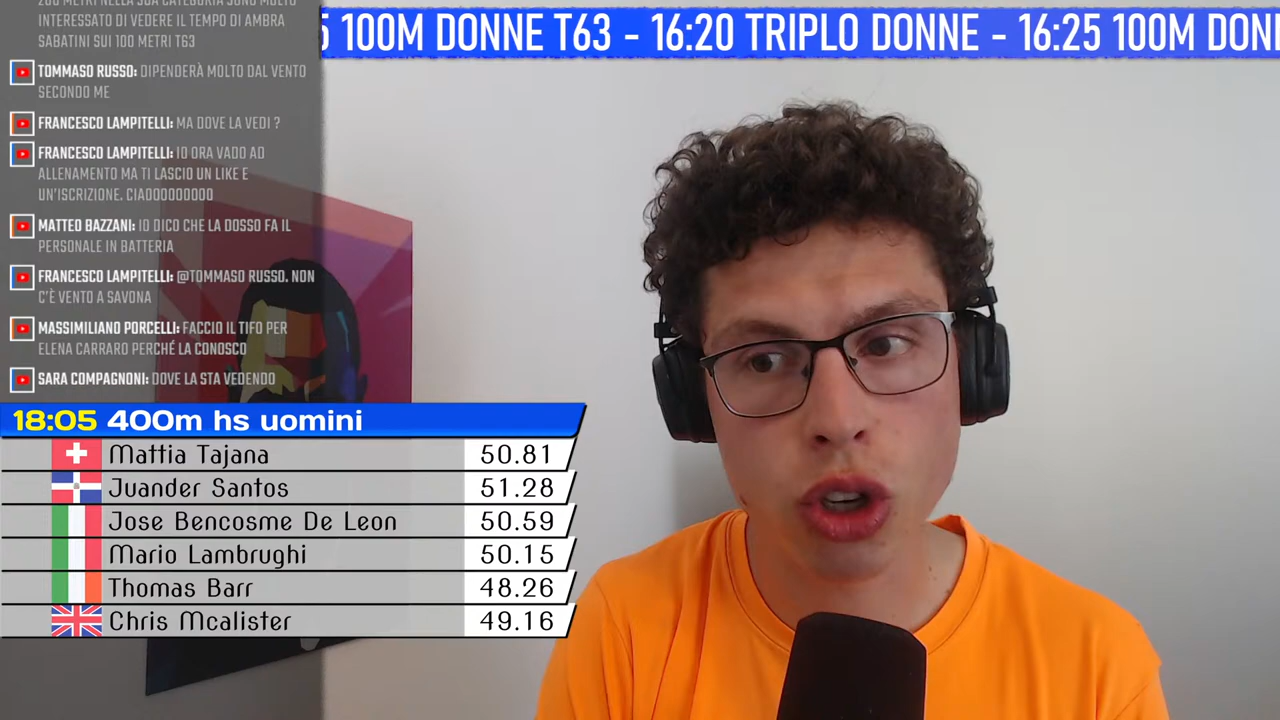 200 METRI NELLA SUA CATEGORIA SONO MOLTO
INTERESSATO DI VEDERE IL TEMPO DI AMBRA
SABATINI SUI 100 METRI T63
TOMMASO RUSSO: DIPENDERÀ MOLTO DAL VENTO
SECONDO ME
FRANCESCO LAMPITELLI: MA DOVE LA VEDI ?
FRANCESCO LAMPITELLI: IO ORA VADO AD
ALLENAMENTO MA TI LASCIO UN LIKE E
UN'ISCRIZIONE. CIAOOOOOOOOO
MATTEO BAZZANI: IO DICO CHE LA DOSSO FA IL
PERSONALE IN BATTERIA
FRANCESCO LAMPITELLI: @TOMMASO RUSSO. NON
C'È VENTO A SAVONA
MASSIMILIANO PORCELLI: FACCIO IL TIFO PER
ELENA CARRARO PERCHÉ LA CONOSCO
SARA COMPAGNONI: DOVE LA STA VEDENDO
5 100M DONNE T63 - 16:20 TRIPLO DONNE - 16:25 100M DONN
18:05 400m hs uomini
Mattia Tajana 50.81
Juander Santos 51.28
Jose Bencosme De Leon 50.59
Mario Lambrughi 50.15
Thomas Barr 48.26
Chris Mcalister 49.16